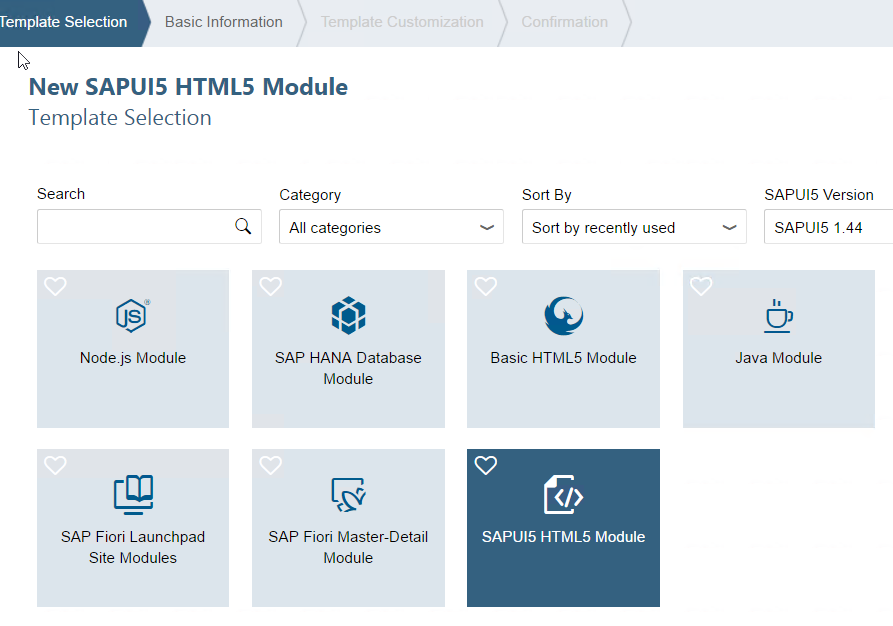 Template Selection Basic Information Template Customization Confirmation
New SAPUI5 HTML5 Module
Template Selection
Search Category Sort By SAPUI5 Version
All categories Sort by recently used SAPUI5 1.44
JS®
Node.js Module
SAP HANA Database
Module
Basic HTML5 Module
Java Module
SAP Fiori Launchpad
Site Modules
SAP Fiori Master-Detail
Module
SAPUI5 HTML5 Module